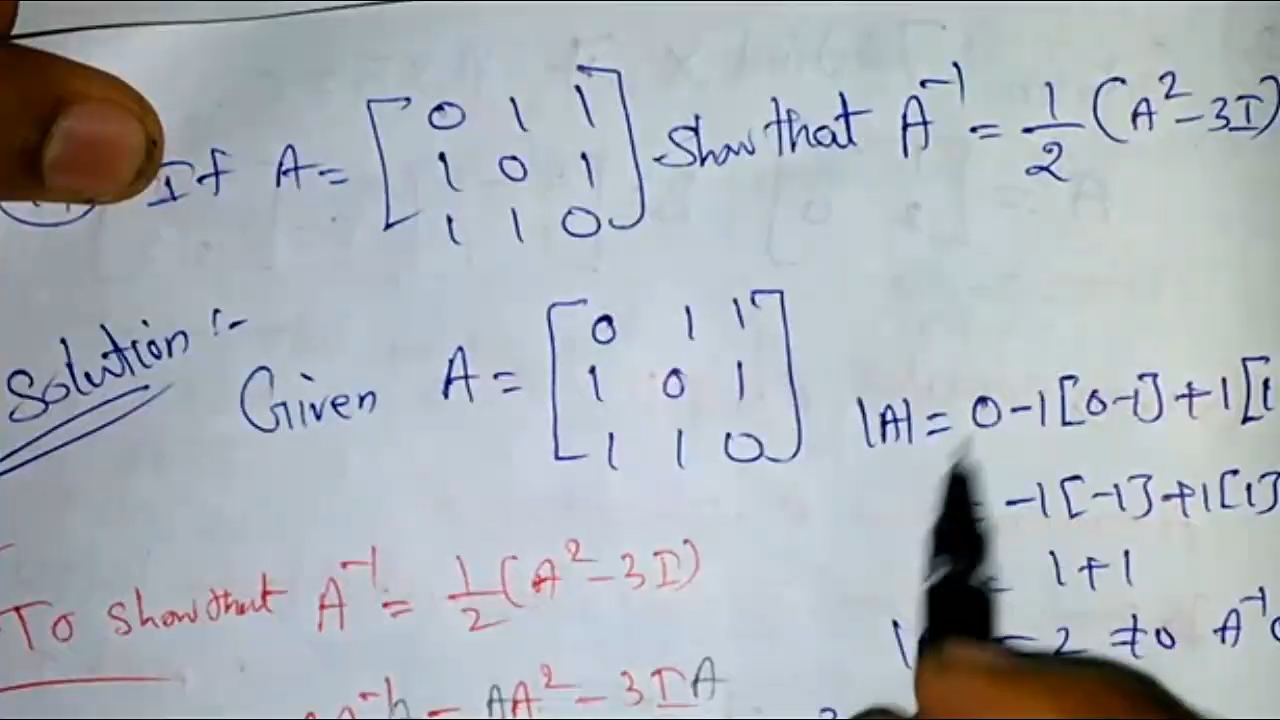 If A = [0 1 1
1 0 1
1 1 0] Show that A⁻¹ = 1/2 (A² - 3I)
Solution :-
Given A = [0 1 1
1 0 1
1 1 0]
|A| = 0 - 1[0-1] + 1[1
-1[-1] + 1[1]
1 + 1
2 ≠ 0 A⁻¹
To show that A⁻¹ = 1/2 (A² - 3I)
AA² - 3IA